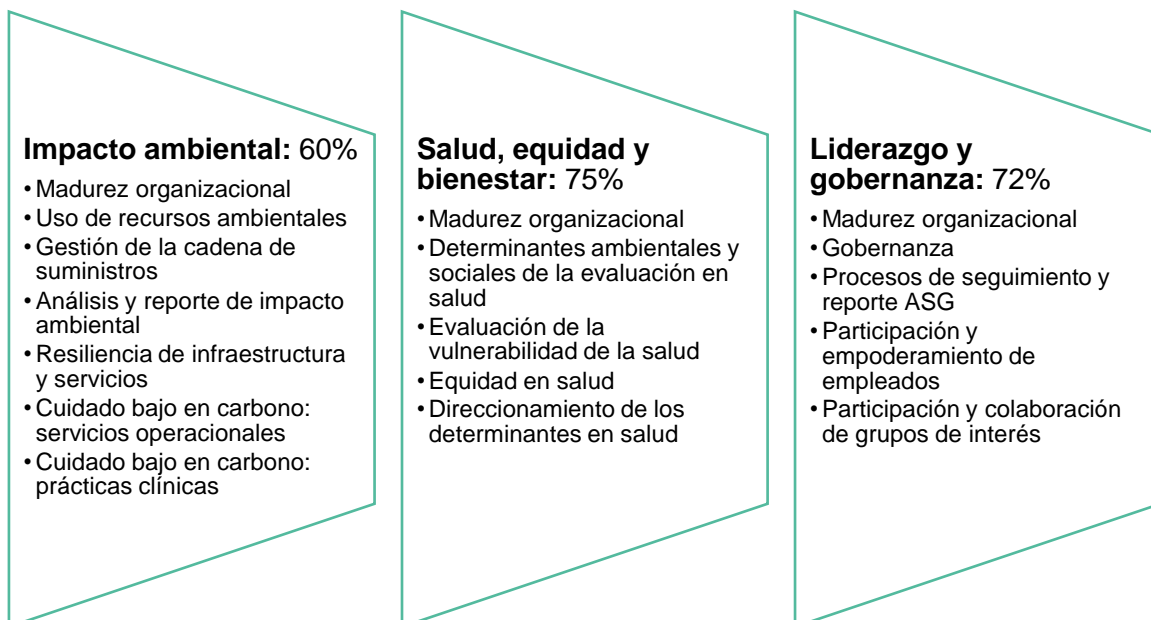 Impacto ambiental: 60%
• Madurez organizacional
• Uso de recursos ambientales
• Gestión de la cadena de
suministros
• Análisis y reporte de impacto
ambiental
• Resiliencia de infraestructura
y servicios
• Cuidado bajo en carbono:
servicios operacionales
• Cuidado bajo en carbono:
prácticas clínicas
Salud, equidad y
bienestar: 75%
• Madurez organizacional
• Determinantes ambientales y
sociales de la evaluación en
salud
• Evaluación de la
vulnerabilidad de la salud
• Equidad en salud
• Direccionamiento de los
determinantes en salud
Liderazgo y
gobernanza: 72%
• Madurez organizacional
• Gobernanza
• Procesos de seguimiento y
reporte ASG
• Participación y
empoderamiento de
empleados
• Participación y colaboración
de grupos de interés